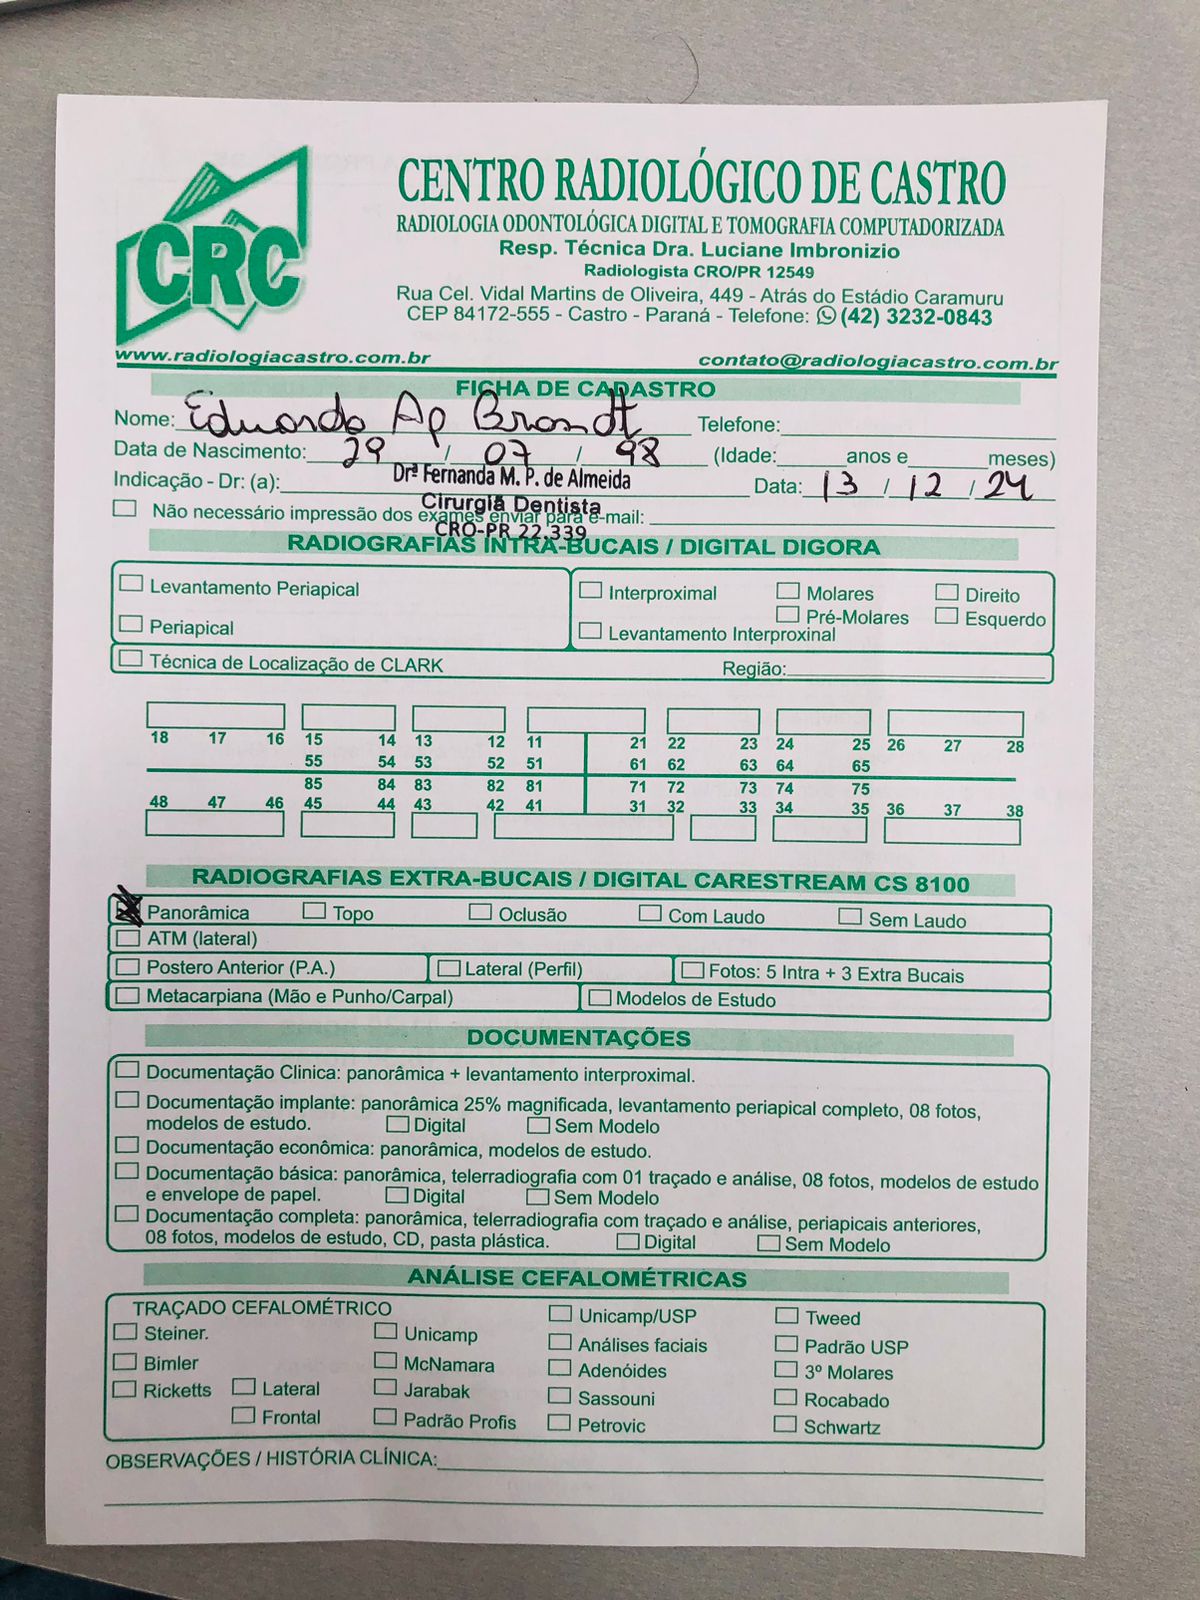 CRC
CENTRO RADIOLÓGICO DE CASTRO
RADIOLOGIA ODONTOLÓGICA DIGITAL E TOMOGRAFIA COMPUTADORIZADA
Resp. Técnica Dra. Luciane Imbronizio
Radiologista CRO/PR 12549
Rua Cel. Vidal Martins de Oliveira, 449 - Atrás do Estádio Caramuru
CEP 84172-555 - Castro - Paraná - Telefone: (42) 3232-0843
www.radiologiacastro.com.br contato@radiologiacastro.com.br
FICHA DE CADASTRO
Nome: Eduardo Ap Brandt Telefone:
Data de Nascimento: 29 / 07 / 98 (Idade: anos e meses)
Indicação - Dr: (a): Drª Fernanda M. P. de Almeida Data: 13 / 12 / 24
Cirurgiã Dentista
Não necessário impressão dos exames enviar para e-mail:
CRO-PR 22.339
RADIOGRAFIAS INTRA-BUCAIS / DIGITAL DIGORA
Levantamento Periapical Interproximal Molares Direito
Periapical Levantamento Interproxinal Pré-Molares Esquerdo
Técnica de Localização de CLARK Região:
18 17 16 15 14 13 12 11 21 22 23 24 25 26 27 28
55 54 53 52 51 61 62 63 64 65
85 84 83 82 81 71 72 73 74 75
48 47 46 45 44 43 42 41 31 32 33 34 35 36 37 38
RADIOGRAFIAS EXTRA-BUCAIS / DIGITAL CARESTREAM CS 8100
Panorâmica Topo Oclusão Com Laudo Sem Laudo
ATM (lateral)
Postero Anterior (P.A.) Lateral (Perfil) Fotos: 5 Intra + 3 Extra Bucais
Metacarpiana (Mão e Punho/Carpal) Modelos de Estudo
DOCUMENTAÇÕES
Documentação Clinica: panorâmica + levantamento interproximal.
Documentação implante: panorâmica 25% magnificada, levantamento periapical completo, 08 fotos,
modelos de estudo. Digital Sem Modelo
Documentação econômica: panorâmica, modelos de estudo.
Documentação básica: panorâmica, telerradiografia com 01 traçado e análise, 08 fotos, modelos de estudo
e envelope de papel. Digital Sem Modelo
Documentação completa: panorâmica, telerradiografia com traçado e análise, periapicais anteriores,
08 fotos, modelos de estudo, CD, pasta plástica. Digital Sem Modelo
ANÁLISE CEFALOMÉTRICAS
TRAÇADO CEFALOMÉTRICO Unicamp/USP Tweed
Steiner. Unicamp Análises faciais Padrão USP
Bimler McNamara Adenóides 3º Molares
Ricketts Lateral Jarabak Sassouni Rocabado
Frontal Padrão Profis Petrovic Schwartz
OBSERVAÇÕES / HISTÓRIA CLÍNICA: